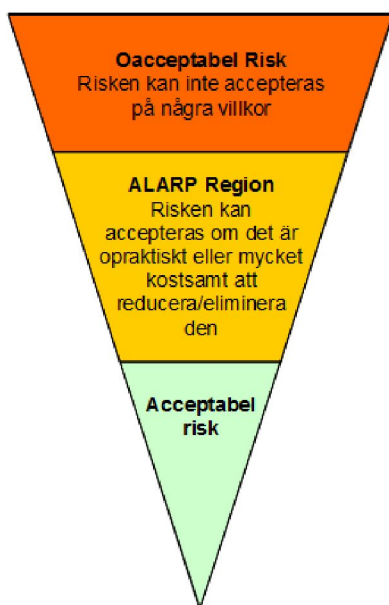 Oacceptabel Risk
Risken kan inte accepteras
på några villkor
ALARP Region
Risken kan
accepteras om det är
opraktiskt eller mycket
kostsamt att
reducera/eliminera
den
Acceptabel
risk